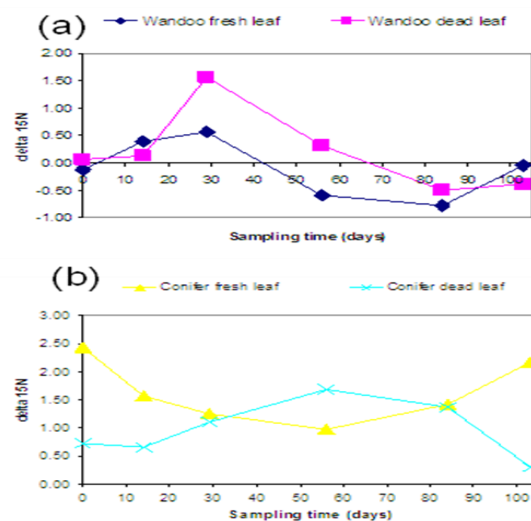 (a)
Wandoo fresh leaf Wandoo dead leaf
2.00
1.50
1.00
0.50
0.00
-0.50
-1.00
delta 15N
0 10 20 30 40 50 60 70 80 90 100
Sampling time (days)
(b)
Conifer fresh leaf Conifer dead leaf
3.00
2.50
2.00
1.50
1.00
0.50
0.00
delta 15N
0 10 20 30 40 50 60 70 80 90 100
Sampling time (days)